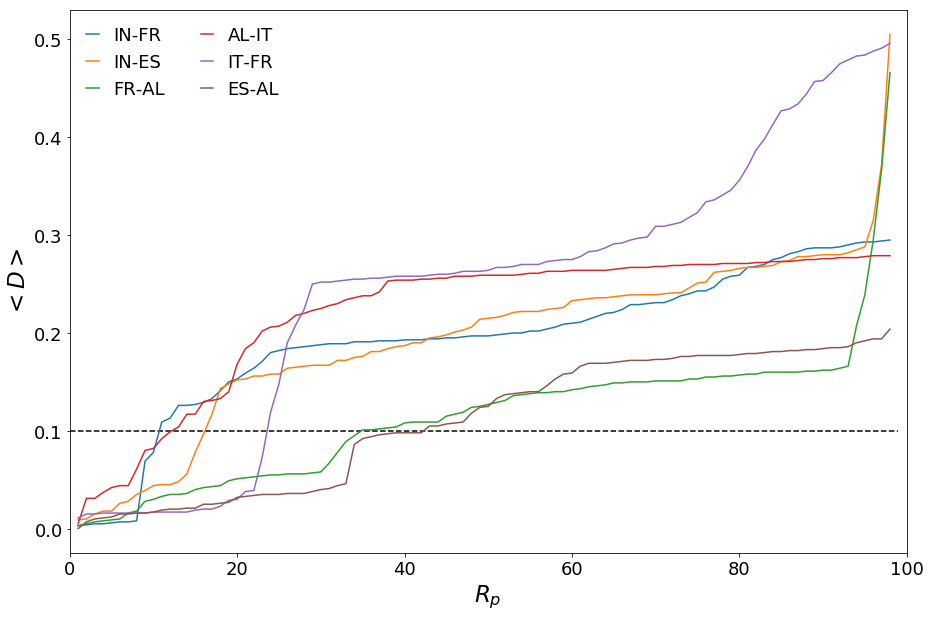 IN-FR
IN-ES
FR-AL
AL-IT
IT-FR
ES-AL
0.5
0.4
0.3
0.2
0.1
0.0
< D >
0 20 40 60 80 100
R_p